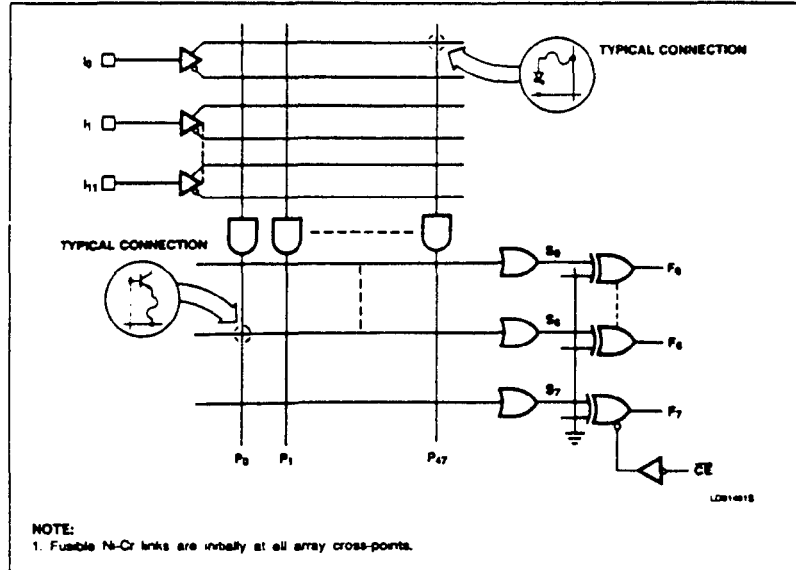 TYPICAL CONNECTION
I0
I1
I11
TYPICAL CONNECTION
S0
F0
S6
F6
S7
F7
P0
P1
P47
CE
LD01481S
NOTE:
1. Fusible Ni-Cr links are initially at all array cross-points.